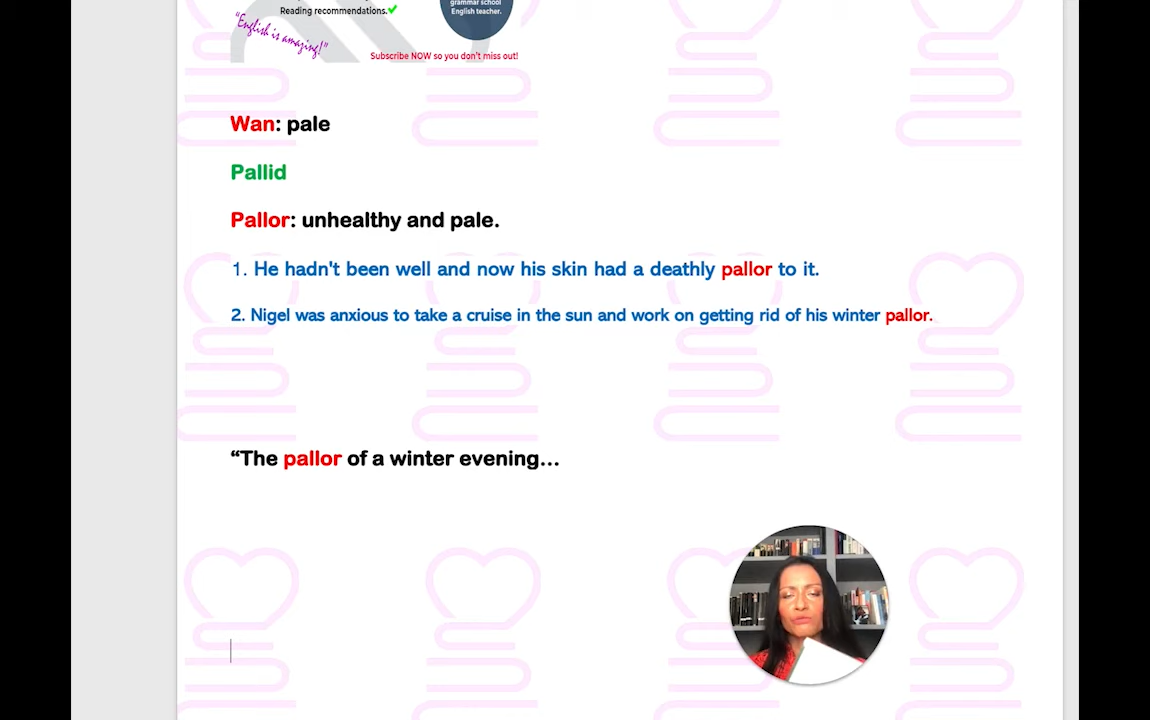 Reading recommendations.
grammar school
English teacher.
"English is amazing!"
Subscribe NOW so you don't miss out!
Wan: pale
Pallid
Pallor: unhealthy and pale.
1. He hadn't been well and now his skin had a deathly pallor to it.
2. Nigel was anxious to take a cruise in the sun and work on getting rid of his winter pallor.
“The pallor of a winter evening...